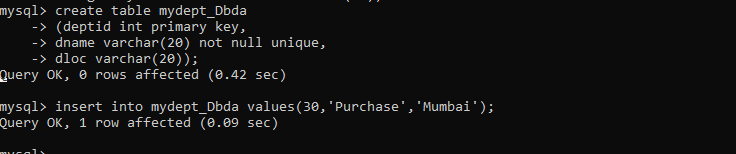 mysql> create table mydept_Dbda
-> (deptid int primary key,
-> dname varchar(20) not null unique,
-> dloc varchar(20));
Query OK, 0 rows affected (0.42 sec)
mysql> insert into mydept_Dbda values(30,'Purchase','Mumbai');
Query OK, 1 row affected (0.09 sec)
mysql>